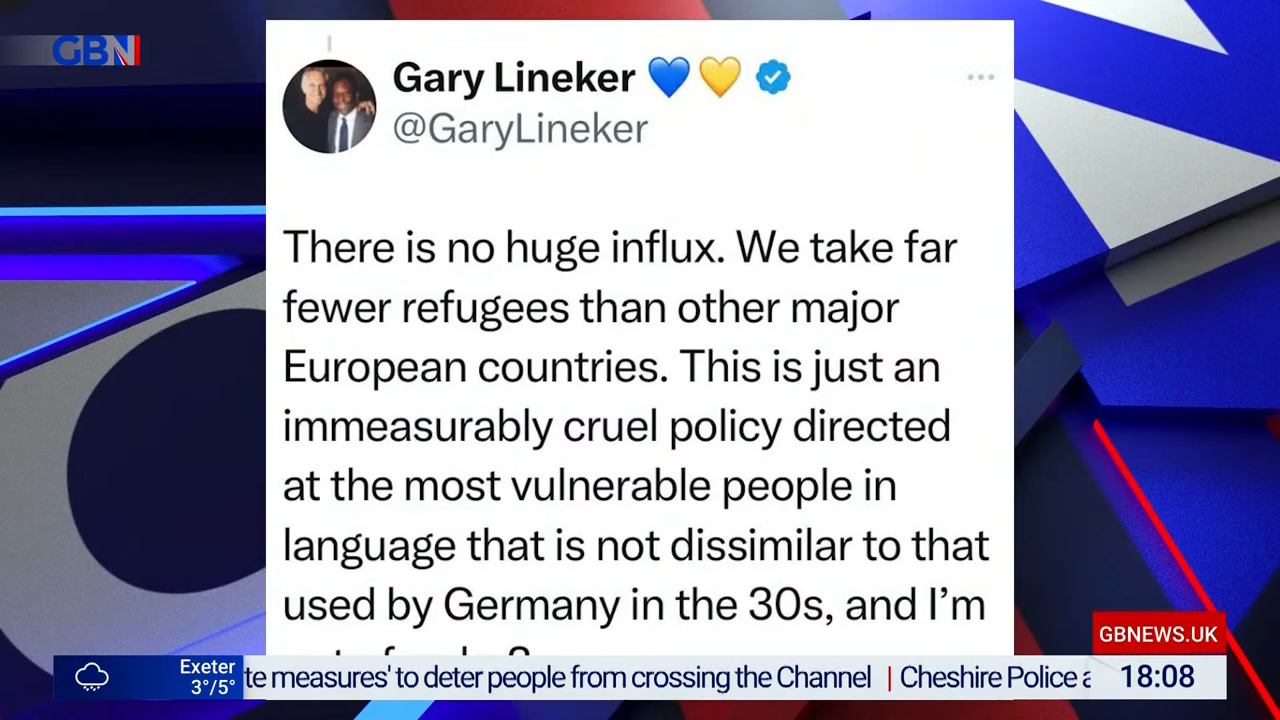 GBN
Gary Lineker
@GaryLineker
There is no huge influx. We take far
fewer refugees than other major
European countries. This is just an
immeasurably cruel policy directed
at the most vulnerable people in
language that is not dissimilar to that
used by Germany in the 30s, and I’m
GBNEWS.UK
Exeter
3°/5°
te measures' to deter people from crossing the Channel | Cheshire Police a
18:08